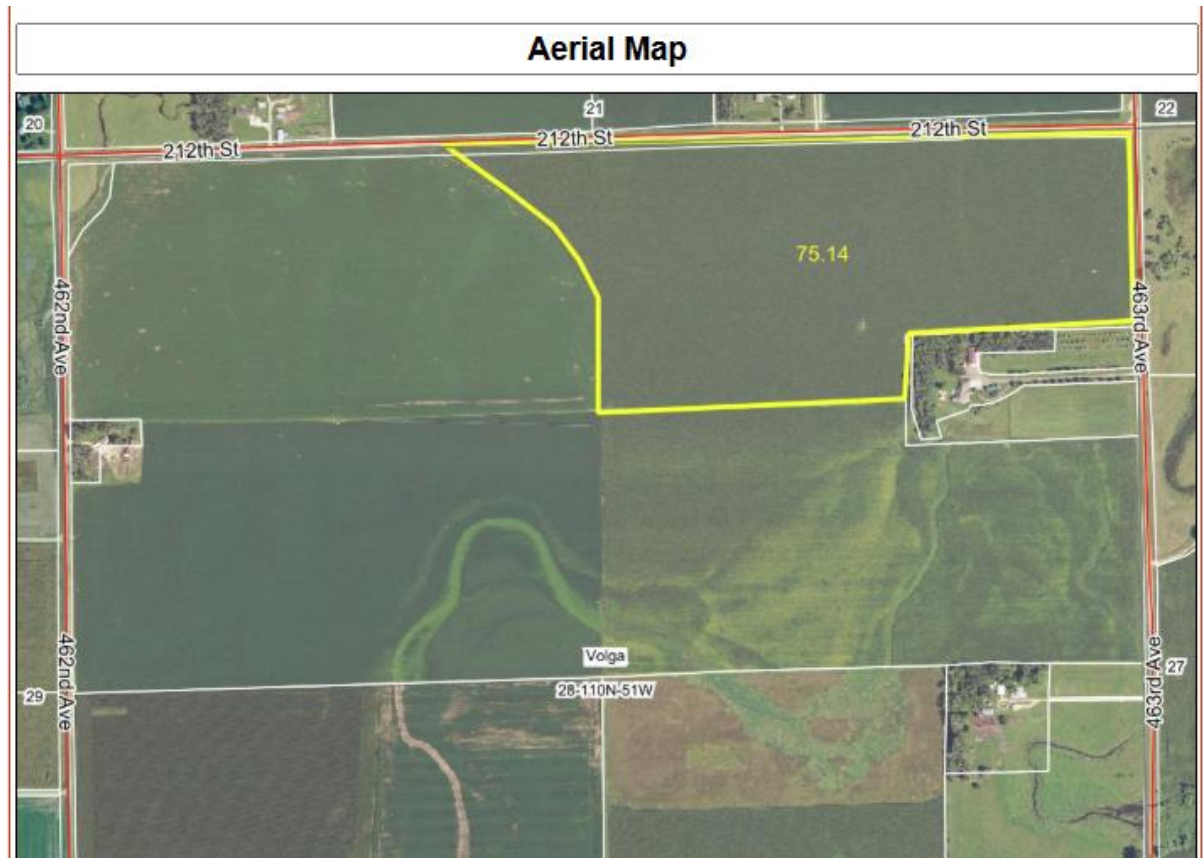 Aerial Map
20
21
22
212th St
212th St
212th St
75.14
462nd Ave
463rd Ave
Volga
28-110N-51W
29
27
462nd Ave
463rd Ave